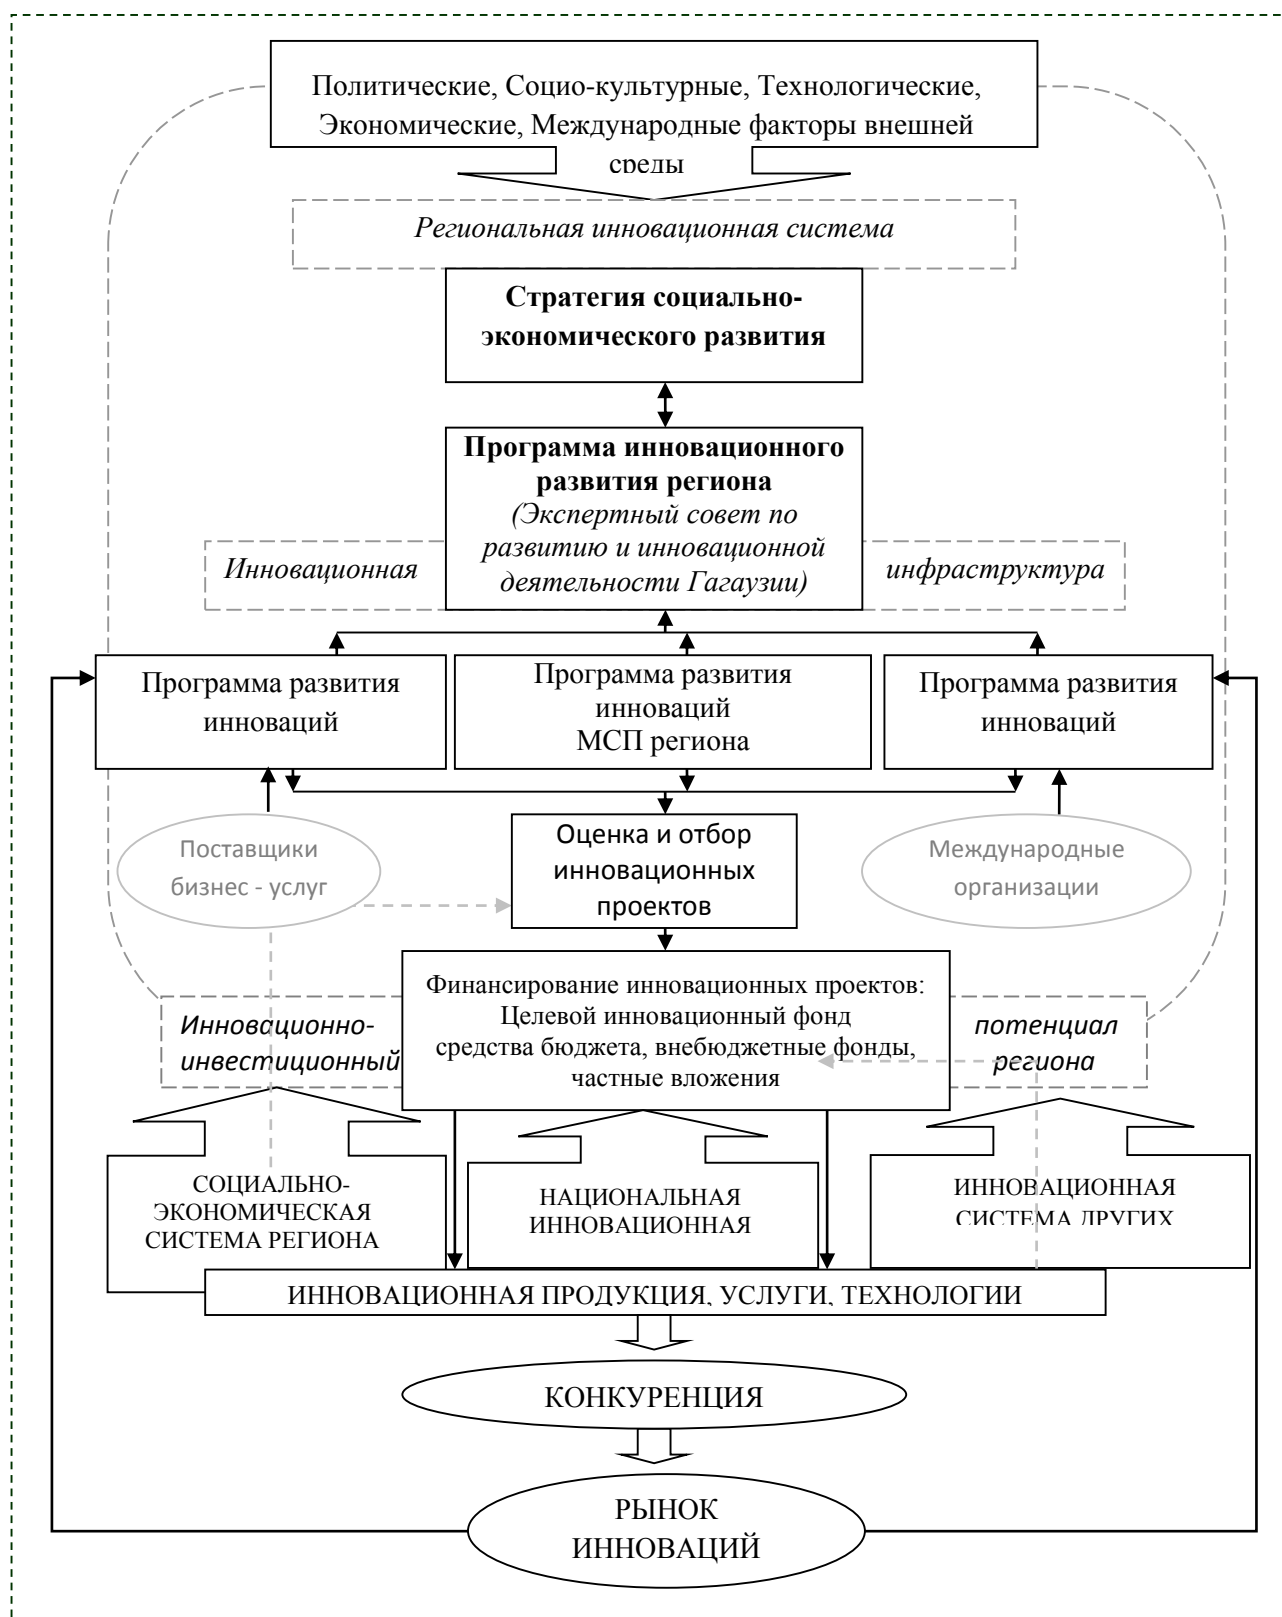 Политические, Социо-культурные, Технологические,
Экономические, Международные факторы внешней
среды
Региональная инновационная система
Стратегия социально-
экономического развития
Программа инновационного
развития региона
(Экспертный совет по
развитию и инновационной
деятельности Гагаузии)
Инновационная
инфраструктура
Программа развития
инноваций
Программа развития
инноваций
МСП региона
Программа развития
инноваций
Поставщики
бизнес - услуг
Оценка и отбор
инновационных
проектов
Международные
организации
Финансирование инновационных проектов:
Целевой инновационный фонд
средства бюджета, внебюджетные фонды,
частные вложения
Инновационно-
инвестиционный
потенциал
региона
СОЦИАЛЬНО-
ЭКОНОМИЧЕСКАЯ
СИСТЕМА РЕГИОНА
НАЦИОНАЛЬНАЯ
ИННОВАЦИОННАЯ
ИННОВАЦИОННАЯ
СИСТЕМА ДРУГИХ
ИННОВАЦИОННАЯ ПРОДУКЦИЯ, УСЛУГИ, ТЕХНОЛОГИИ
КОНКУРЕНЦИЯ
РЫНОК
ИННОВАЦИЙ